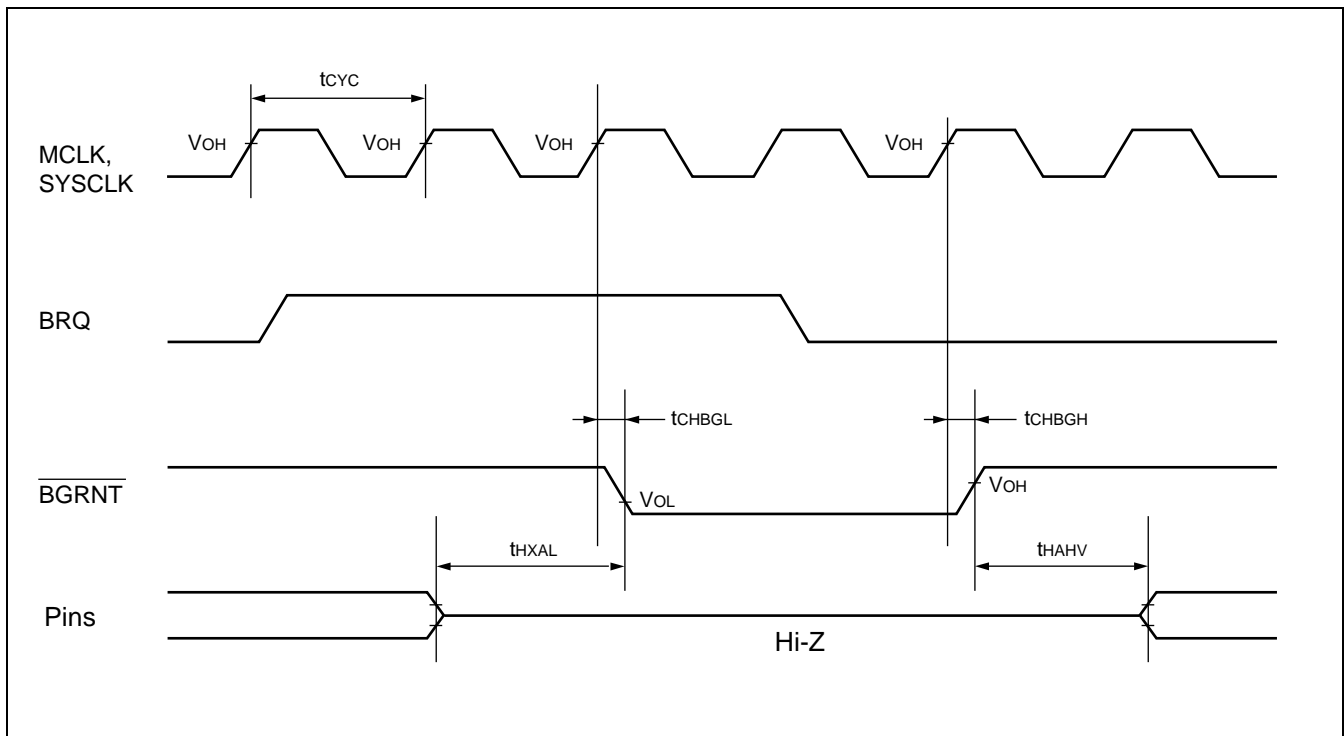 tCYC
VOH
VOH
VOH
VOH
MCLK,
SYSCLK
BRQ
tCHBGL
tCHBGH
BGRNT
VOL
VOH
tHXAL
tHAHV
Pins
Hi-Z